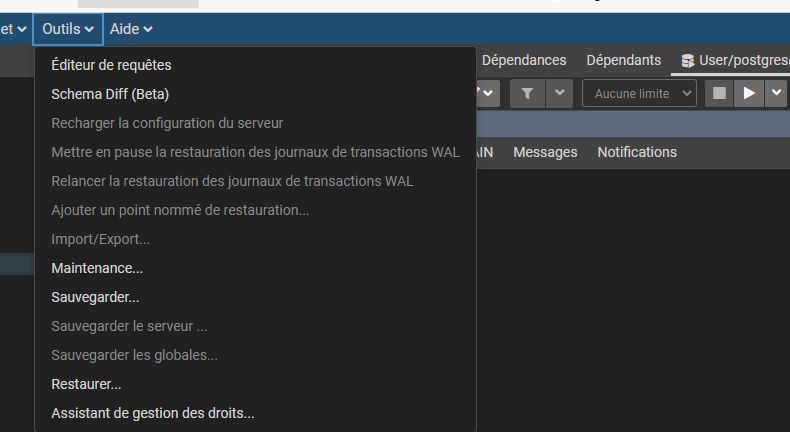 et Outils Aide
Éditeur de requêtes
Dépendances Dépendants User/postgres
Schema Diff (Beta)
Aucune limite
Recharger la configuration du serveur
Mettre en pause la restauration des journaux de transactions WAL
AIN Messages Notifications
Relancer la restauration des journaux de transactions WAL
Ajouter un point nommé de restauration...
Import/Export...
Maintenance...
Sauvegarder...
Sauvegarder le serveur ...
Sauvegarder les globales...
Restaurer...
Assistant de gestion des droits...